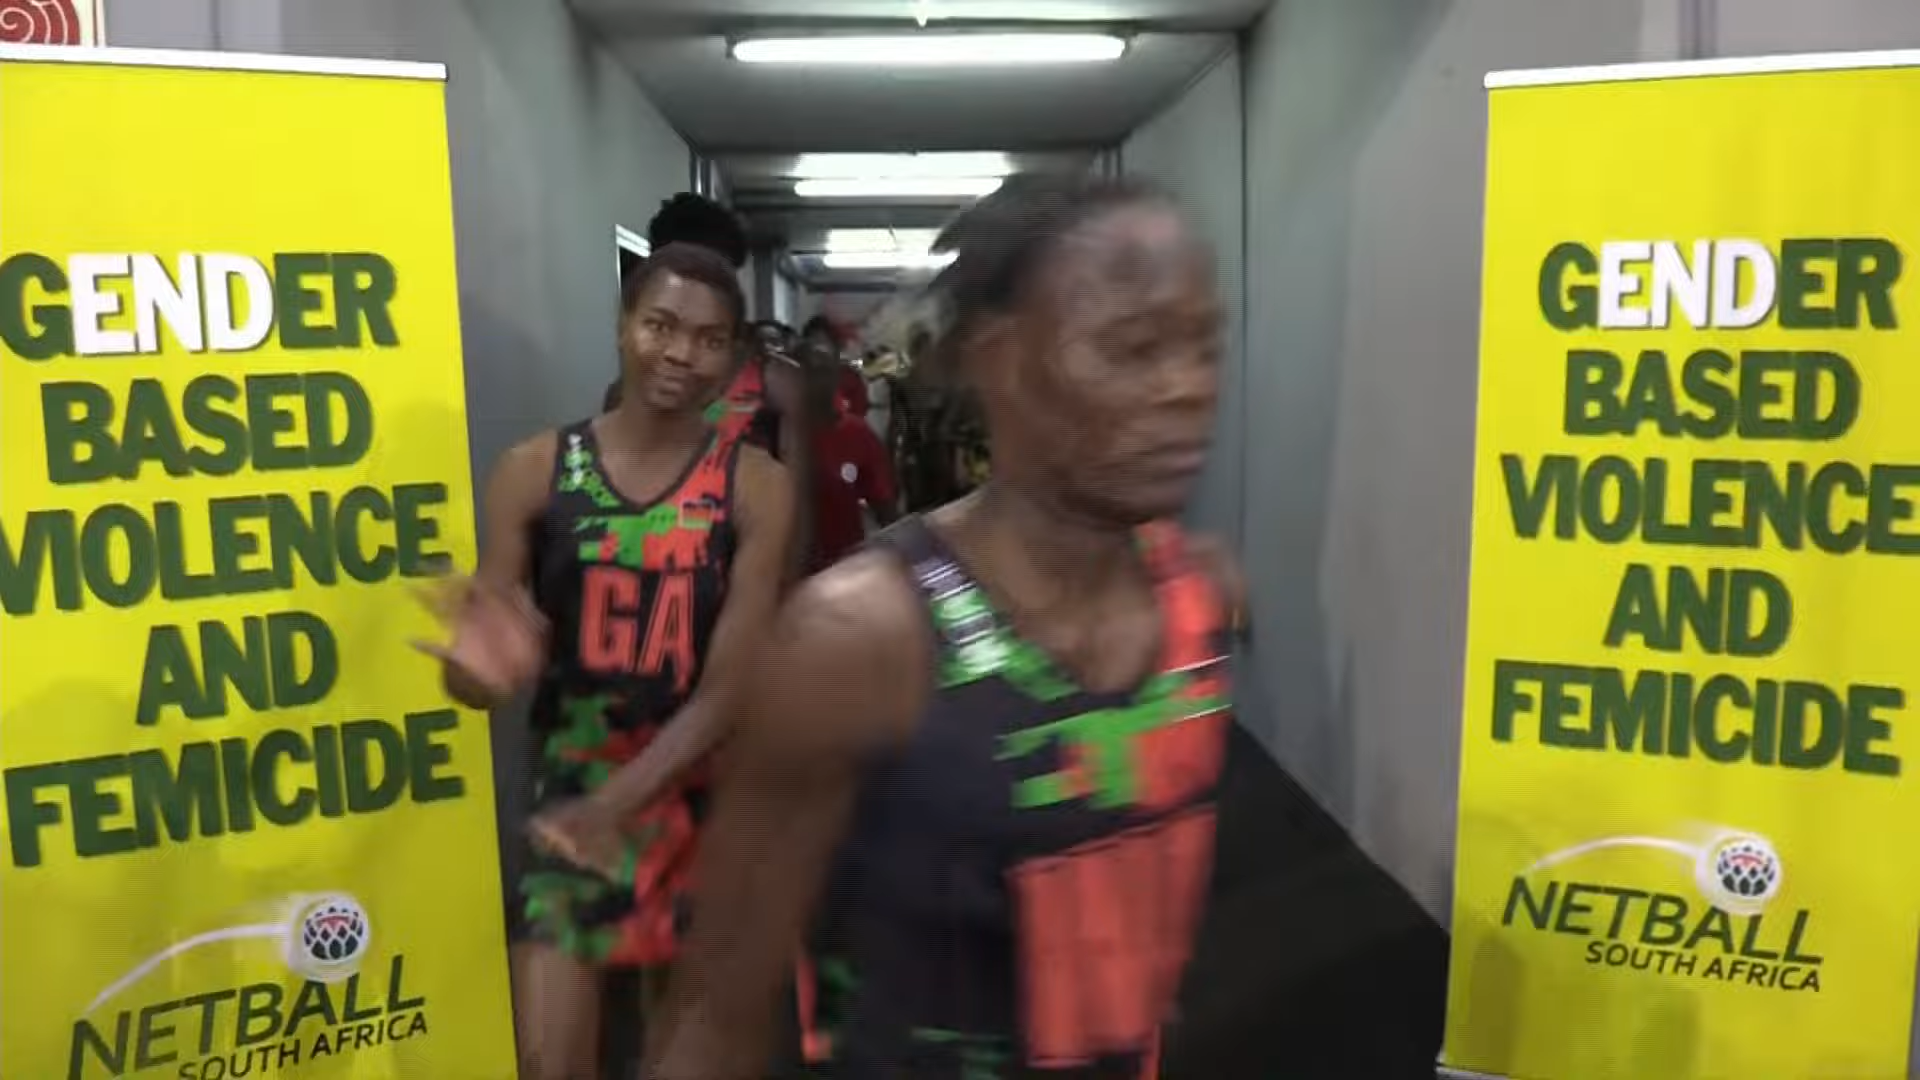 GENDER
BASED
VIOLENCE
AND
FEMICIDE
NETBALL
SOUTH AFRICA
GA
GENDER
BASED
VIOLENCE
AND
FEMICIDE
NETBALL
SOUTH AFRICA